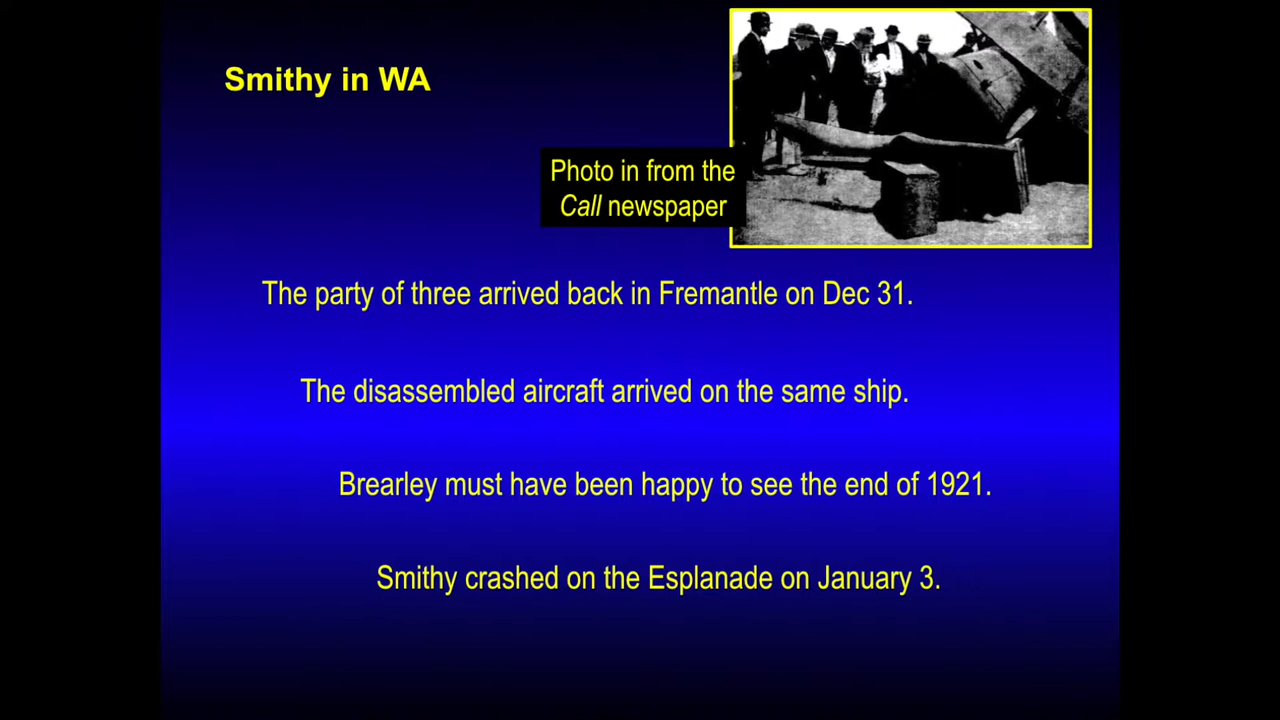 Smithy in WA
Photo in from the
Call newspaper
The party of three arrived back in Fremantle on Dec 31.
The disassembled aircraft arrived on the same ship.
Brearley must have been happy to see the end of 1921.
Smithy crashed on the Esplanade on January 3.